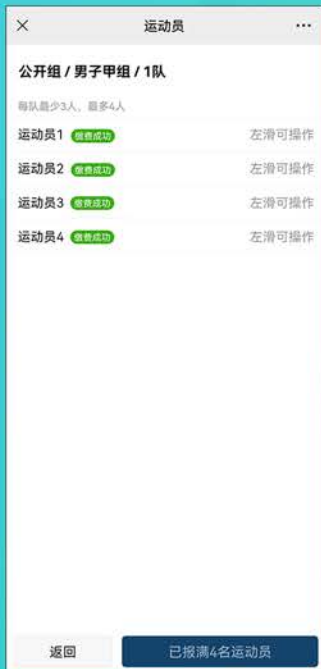 运动员
公开组 / 男子甲组 / 1队
每队最少3人，最多4人
运动员1 缴费成功 左滑可操作
运动员2 缴费成功 左滑可操作
运动员3 缴费成功 左滑可操作
运动员4 缴费成功 左滑可操作
返回 已报满4名运动员